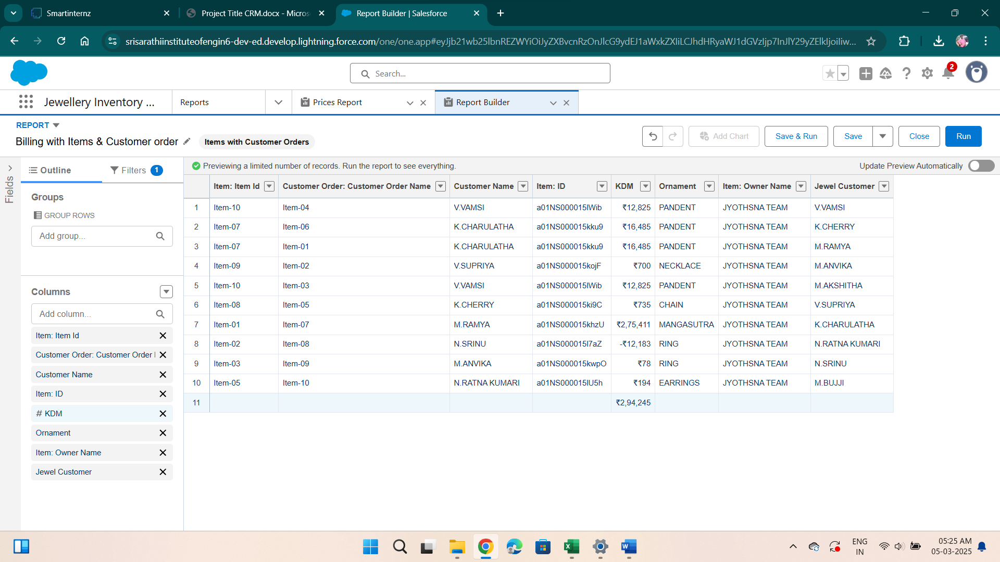 Smartinternz
Project Title CRM.docx - Micros
Report Builder | Salesforce
srisarathiinstituteofengin6-dev-ed.develop.lightning.force.com/one/one.app#
Search...
2
Jewellery Inventory ...
Reports
Prices Report
Report Builder
REPORT
Billing with Items & Customer order
Items with Customer Orders
Add Chart
Save & Run
Save
Close
Run
Fields
Outline
Filters 1
Previewing a limited number of records. Run the report to see everything.
Update Preview Automatically
Groups
GROUP ROWS
Add group...
Columns
Add column...
Item: Item Id
Customer Order: Customer Order
Customer Name
Item: ID
# KDM
Ornament
Item: Owner Name
Jewel Customer
Item: Item Id Customer Order: Customer Order Name Customer Name Item: ID KDM Ornament Item: Owner Name Jewel Customer
1 Item-10 Item-04 V.VAMSI a01NS000015lWib ₹12,825 PANDENT JYOTHSNA TEAM V.VAMSI
2 Item-07 Item-06 K.CHARULATHA a01NS000015kku9 ₹16,485 PANDENT JYOTHSNA TEAM K.CHERRY
3 Item-07 Item-01 K.CHARULATHA a01NS000015kku9 ₹16,485 PANDENT JYOTHSNA TEAM M.RAMYA
4 Item-09 Item-02 V.SUPRIYA a01NS000015kojF ₹700 NECKLACE JYOTHSNA TEAM M.ANVIKA
5 Item-10 Item-03 V.VAMSI a01NS000015lWib ₹12,825 PANDENT JYOTHSNA TEAM M.AKSHITHA
6 Item-08 Item-05 K.CHERRY a01NS000015ki9C ₹735 CHAIN JYOTHSNA TEAM V.SUPRIYA
7 Item-01 Item-07 M.RAMYA a01NS000015khzU ₹2,75,411 MANGASUTRA JYOTHSNA TEAM K.CHARULATHA
8 Item-02 Item-08 N.SRINU a01NS000015l7aZ -₹12,183 RING JYOTHSNA TEAM N.RATNA KUMARI
9 Item-03 Item-09 M.ANVIKA a01NS000015kwpO ₹78 RING JYOTHSNA TEAM N.SRINU
10 Item-05 Item-10 N.RATNA KUMARI a01NS000015lU5h ₹194 EARRINGS JYOTHSNA TEAM M.BUJJI
11 ₹2,94,245
ENG
IN
05:25 AM
05-03-2025